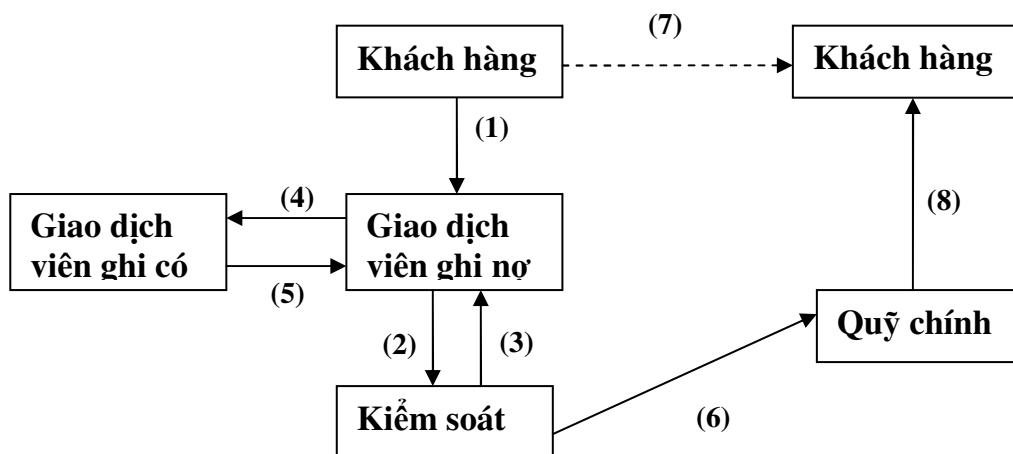 (7)
Khách hàng
Khách hàng
(1)
(4)
Giao dịch
viên ghi có
Giao dịch
viên ghi nợ
(8)
(5)
Quỹ chính
(2)
(3)
Kiểm soát
(6)